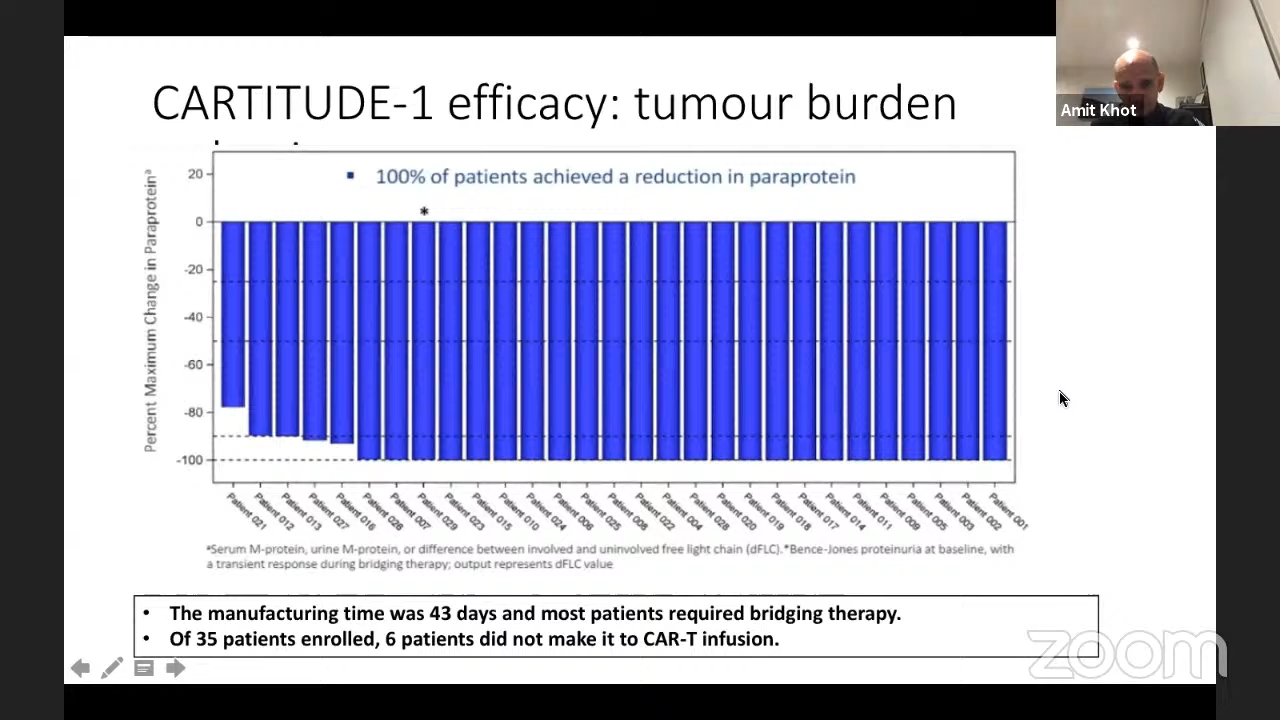 CARTITUDE-1 efficacy: tumour burden
Amit Khot
▪ 100% of patients achieved a reduction in paraprotein
*
Percent Maximum Change in Paraproteinᵃ
20
0
-20
-40
-60
-80
-100
Patient 021
Patient 012
Patient 013
Patient 027
Patient 016
Patient 026
Patient 007
Patient 029
Patient 023
Patient 015
Patient 010
Patient 024
Patient 006
Patient 025
Patient 008
Patient 022
Patient 004
Patient 028
Patient 020
Patient 019
Patient 018
Patient 017
Patient 014
Patient 011
Patient 009
Patient 005
Patient 003
Patient 002
Patient 001
ᵃSerum M-protein, urine M-protein, or difference between involved and uninvolved free light chain (dFLC).*Bence-Jones proteinuria at baseline, with
a transient response during bridging therapy; output represents dFLC value
• The manufacturing time was 43 days and most patients required bridging therapy.
• Of 35 patients enrolled, 6 patients did not make it to CAR-T infusion.
zoom